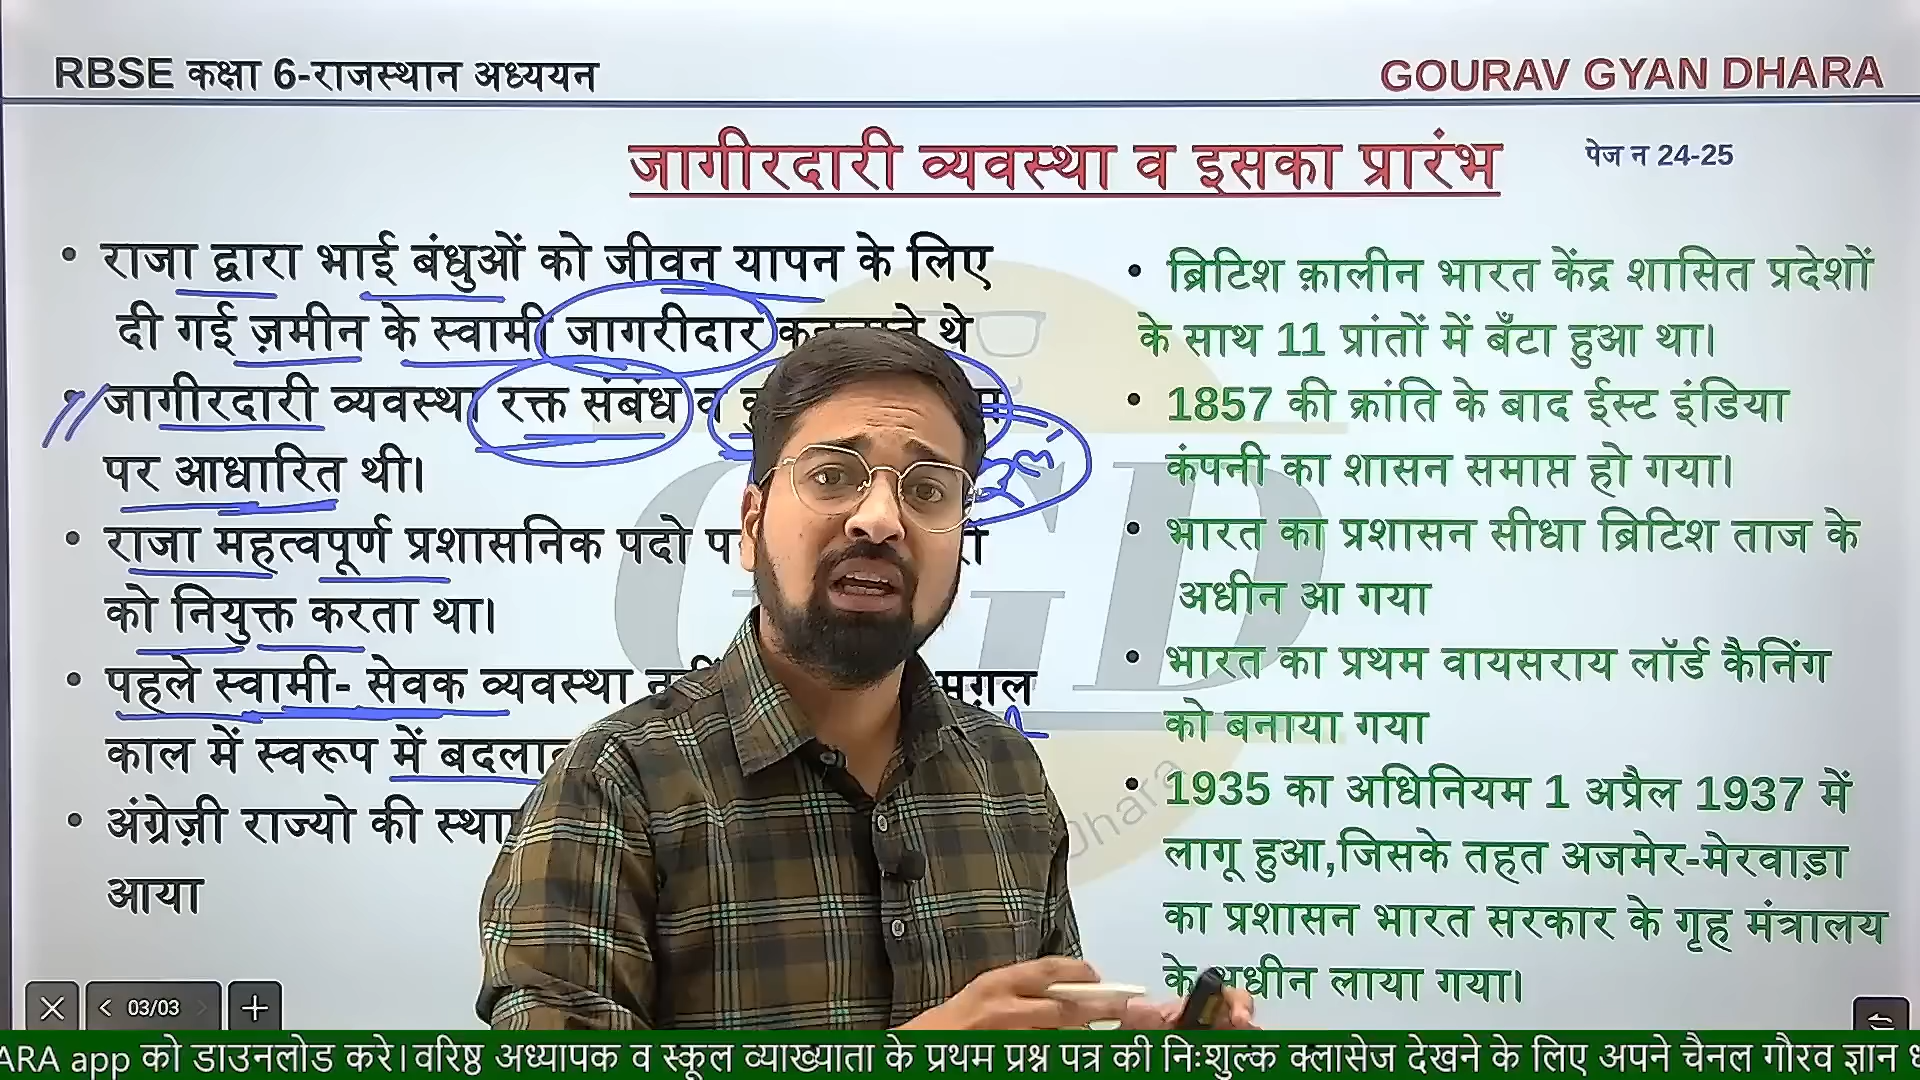 RBSE कक्षा 6-राजस्थान अध्ययन
GOURAV GYAN DHARA
जागीरदारी व्यवस्था व इसका प्रारंभ
पेज न 24-25
• राजा द्वारा भाई बंधुओं को जीवन यापन के लिए
दी गई ज़मीन के स्वामी जागरीदार थे
• जागीरदारी व्यवस्था रक्त संबंध व
पर आधारित थी।
• राजा महत्वपूर्ण प्रशासनिक पदो
को नियुक्त करता था।
• पहले स्वामी- सेवक व्यवस्था मुग़ल
काल में स्वरूप में
• अंग्रेज़ी राज्यो की
आया
• ब्रिटिश क़ालीन भारत केंद्र शासित प्रदेशों
के साथ 11 प्रांतों में बँटा हुआ था।
• 1857 की क्रांति के बाद ईस्ट इंडिया
कंपनी का शासन समाप्त हो गया।
• भारत का प्रशासन सीधा ब्रिटिश ताज के
अधीन आ गया
• भारत का प्रथम वायसराय लॉर्ड कैनिंग
को बनाया गया
• 1935 का अधिनियम 1 अप्रैल 1937 में
लागू हुआ,जिसके तहत अजमेर-मेरवाड़ा
का प्रशासन भारत सरकार के गृह मंत्रालय
के अधीन लाया गया।
Dhara
03/03
ARA app को डाउनलोड करे। वरिष्ठ अध्यापक व स्कूल व्याख्याता के प्रथम प्रश्न पत्र की निःशुल्क क्लासेज देखने के लिए अपने चैनल गौरव ज्ञान